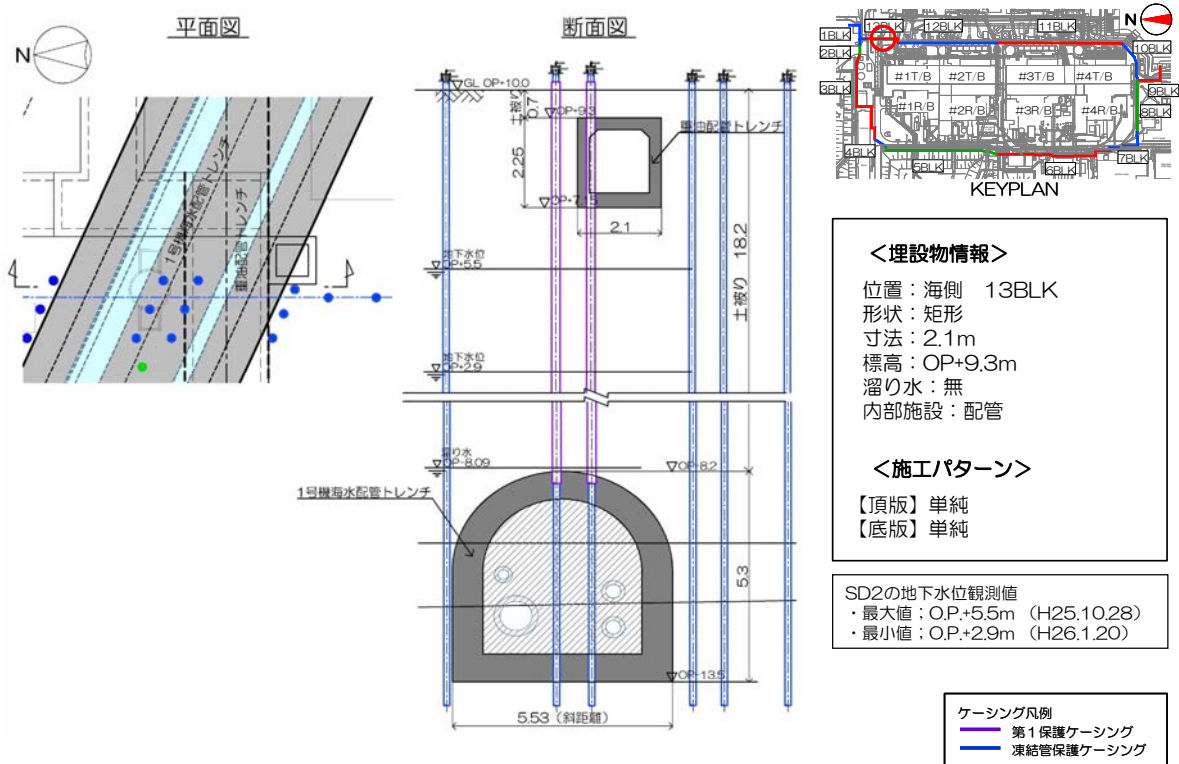 平面図
N
1号機海水配管トレンチ
重油配管トレンチ
断面図
GL OP+10.0
土被り
0.7
OP+9.3
重油配管トレンチ
2.25
OP+7.15
2.1
地下水位
OP+5.5
土被り 18.2
地下水位
OP+2.9
溜り水
OP-8.09
OP-8.2
1号機海水配管トレンチ
5.3
OP-13.5
5.53（斜距離）
N
1BLK
2BLK
3BLK
4BLK
5BLK
6BLK
7BLK
8BLK
9BLK
10BLK
11BLK
12BLK
#1T/B
#2T/B
#3T/B
#4T/B
#1R/B
#2R/B
#3R/B
#4R/B
KEYPLAN
＜埋設物情報＞
位置：海側 13BLK
形状：矩形
寸法：2.1m
標高：OP+9.3m
溜り水：無
内部施設：配管
＜施工パターン＞
【頂版】単純
【底版】単純
SD2の地下水位観測値
・最大値；O.P.+5.5m （H25.10.28）
・最小値；O.P.+2.9m （H26.1.20）
ケーシング凡例
第１保護ケーシング
凍結管保護ケーシング